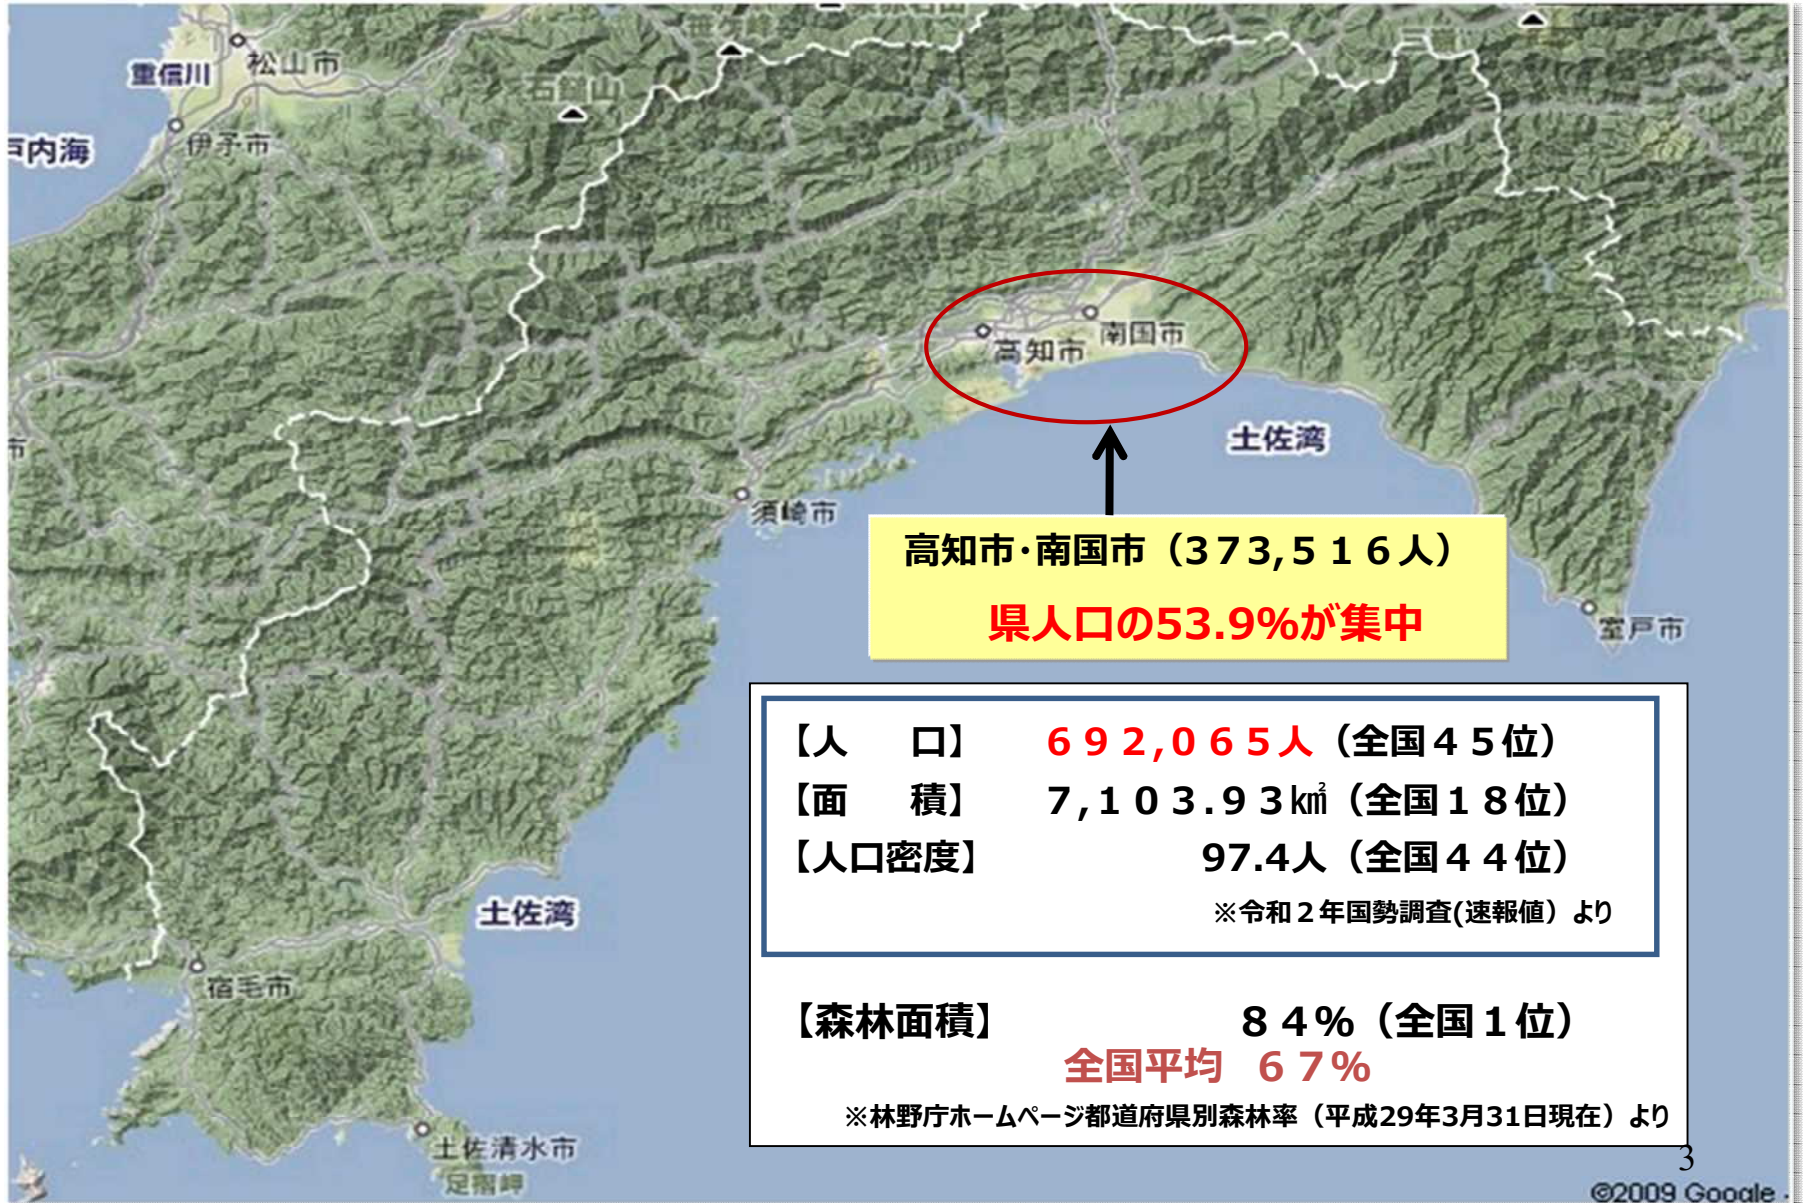 重信川
松山市
石鎚山
伊予市
戸内海
南国市
高知市
市
土佐湾
須崎市
高知市・南国市（373,５１６人）
県人口の53.9%が集中
室戸市
【人　口】　６９２,０６５人（全国４５位）
【面　積】　７,１０３.９３㎢（全国１８位）
【人口密度】　97.4人（全国４４位）
※令和２年国勢調査(速報値）より
土佐湾
宿毛市
【森林面積】　８４%（全国１位）
全国平均　６７%
※林野庁ホームページ都道府県別森林率（平成29年3月31日現在）より
土佐清水市
足摺岬
3
©2009 Google